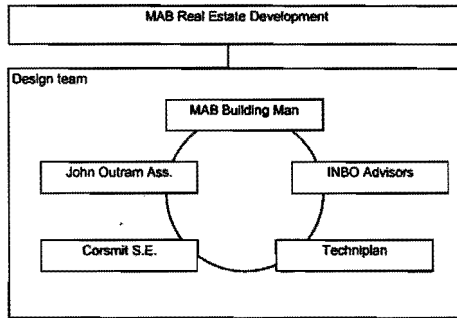 MAB Real Estate Development
Design team
MAB Building Man
John Outram Ass.
INBO Advisors
Corsmit S.E.
Techniplan